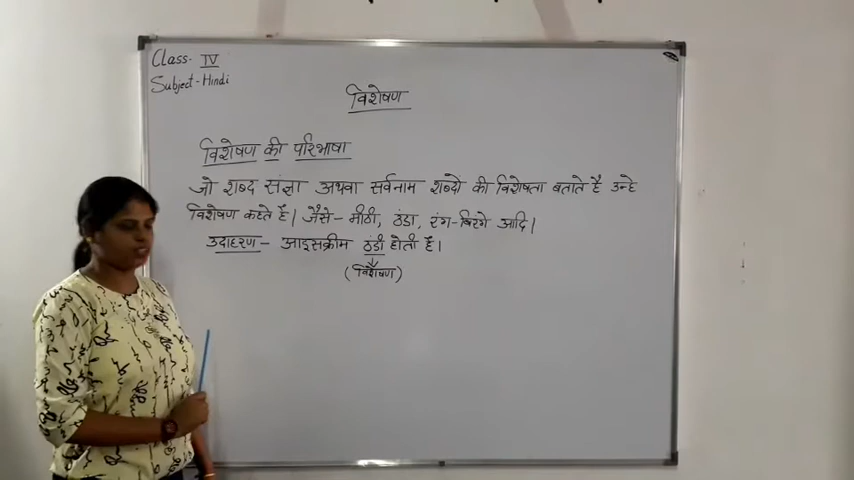 Class- IV
Subject-Hindi
विशेषण
विशेषण की परिभाषा
जो शब्द संज्ञा अथवा सर्वनाम शब्दों की विशेषता बताते है उन्हे
विशेषण कहते हैं। जैसे- मीठी, ठंडा, रंग-बिरंगे आदि।
उदाहरण- आइसक्रीम ठंडी होती है।
(विशेषण)